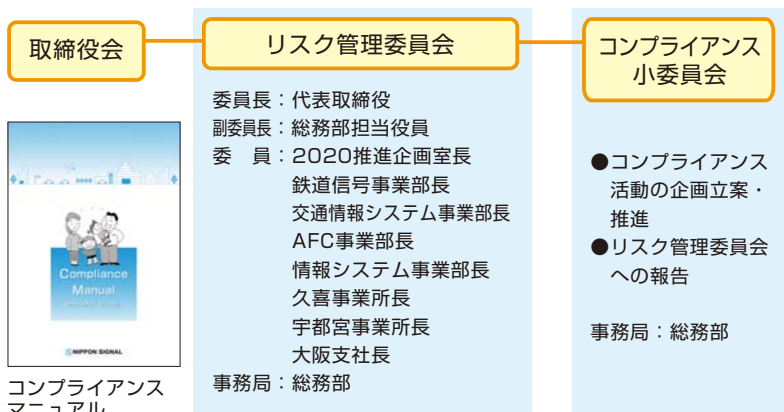 取締役会
リスク管理委員会
コンプライアンス
小委員会
委員長：代表取締役
副委員長：総務部担当役員
委　員：2020推進企画室長
鉄道信号事業部長
交通情報システム事業部長
AFC事業部長
情報システム事業部長
久喜事業所長
宇都宮事業所長
大阪支社長
事務局：総務部
●コンプライアンス
活動の企画立案・
推進
●リスク管理委員会
への報告
事務局：総務部
Compliance
Manual
NIPPON SIGNAL
コンプライアンス
マニュアル